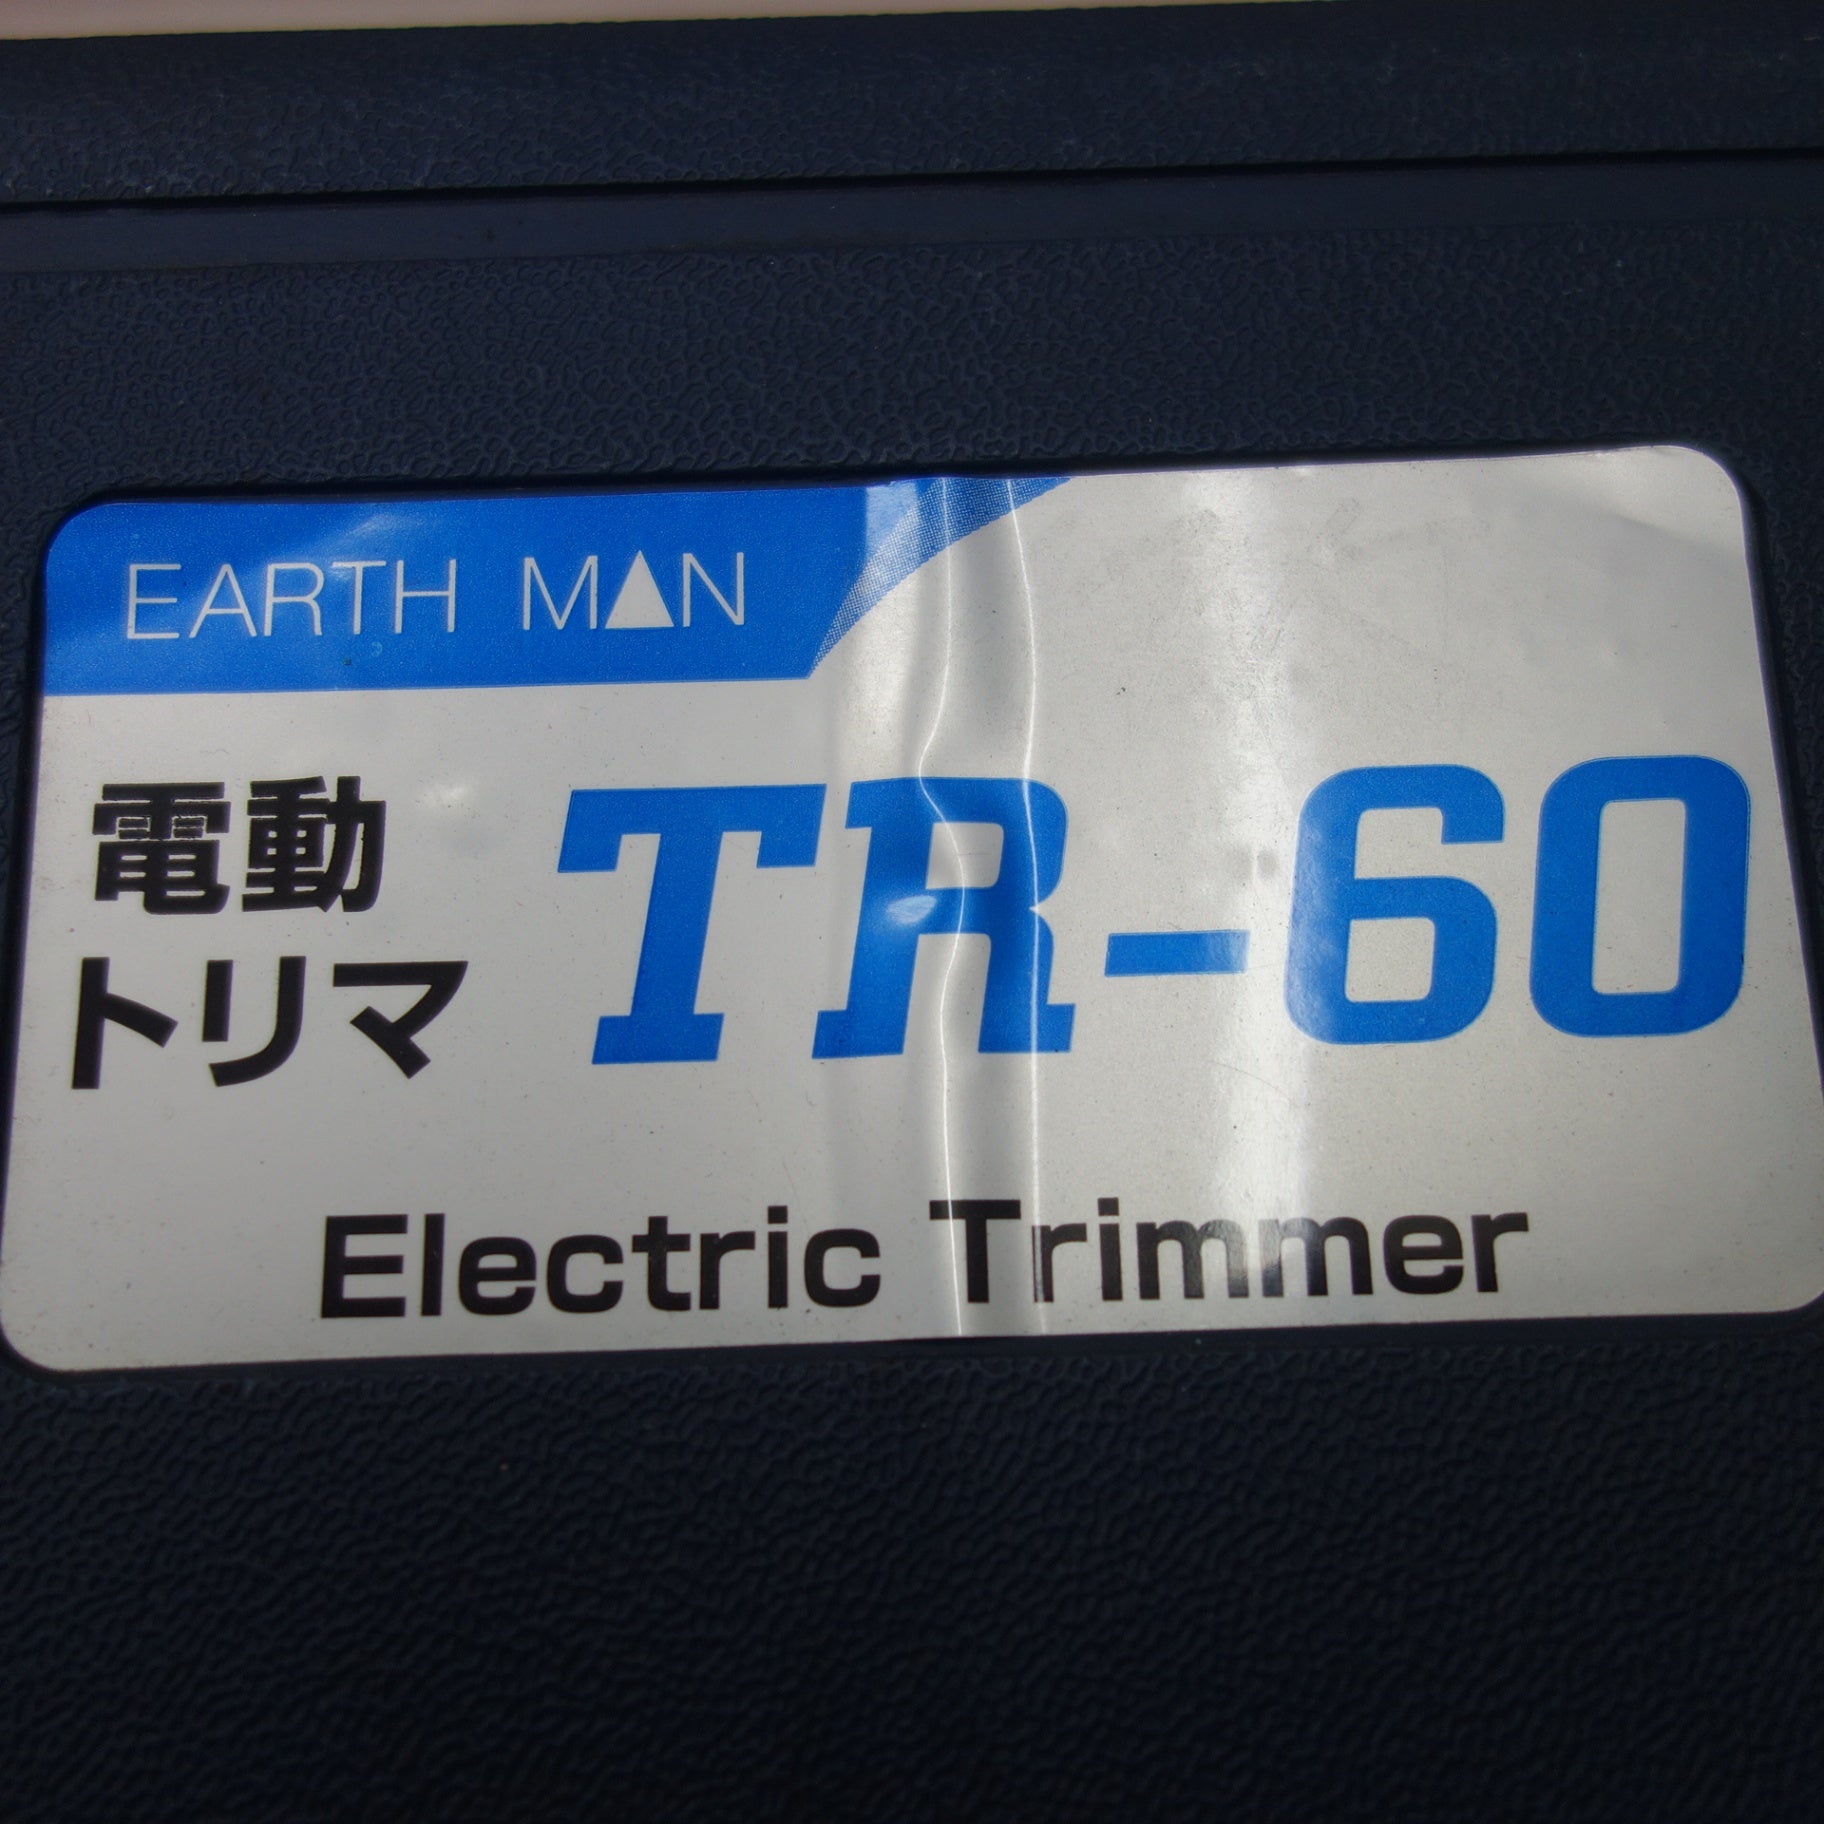 EARTH MAN
電動
トリマ
TR-60
Electric Trimmer